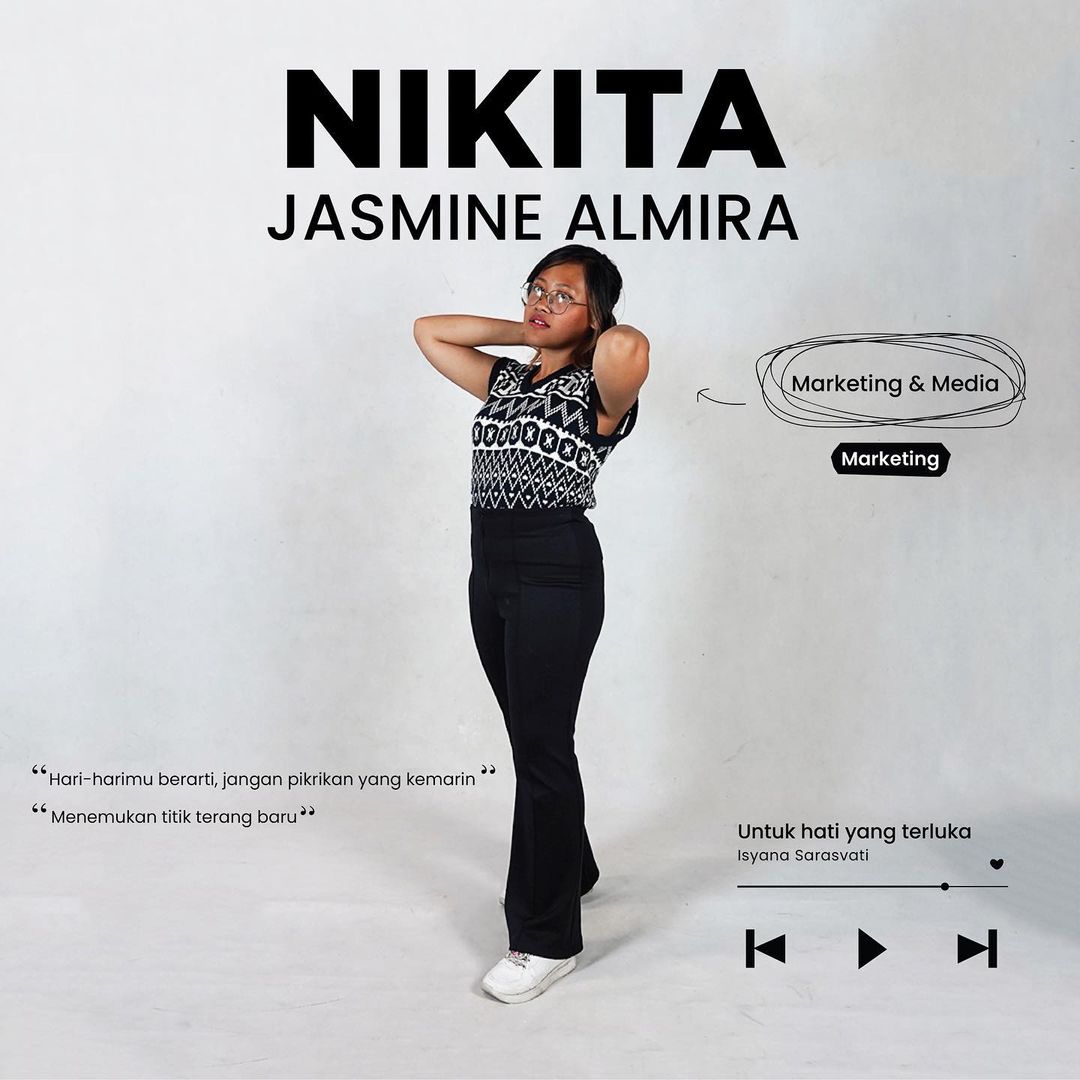 NIKITA
JASMINE ALMIRA
Marketing & Media
Marketing
“Hari-harimu berarti, jangan pikrikan yang kemarin”
“Menemukan titik terang baru”
Untuk hati yang terluka
Isyana Sarasvati